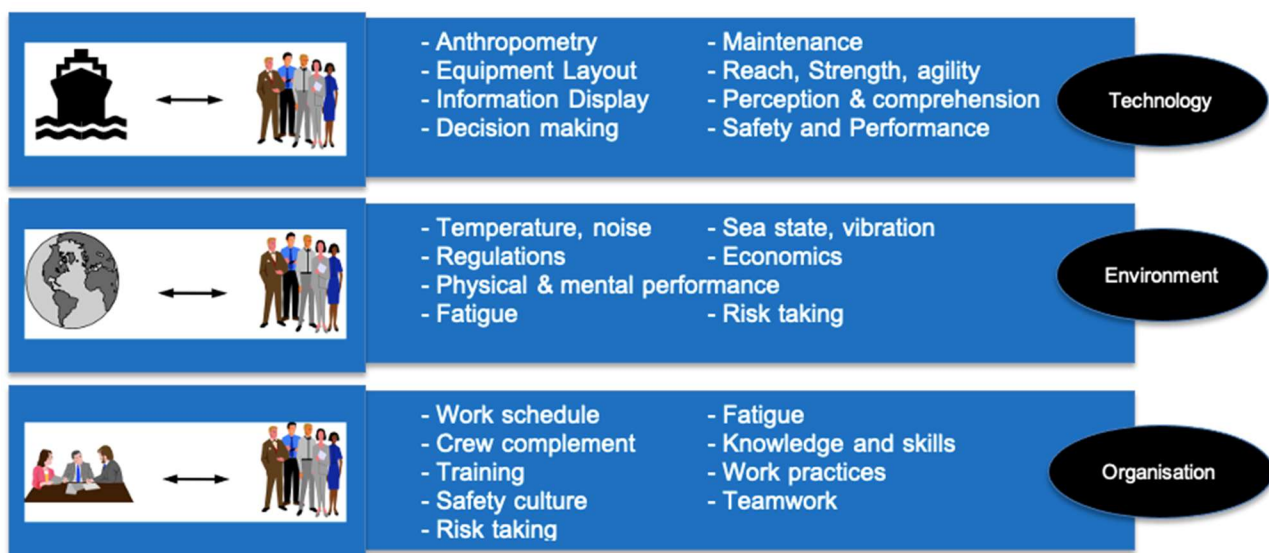 - Anthropometry
- Equipment Layout
- Information Display
- Decision making
- Maintenance
- Reach, Strength, agility
- Perception & comprehension
- Safety and Performance
Technology
- Temperature, noise
- Regulations
- Physical & mental performance
- Fatigue
- Sea state, vibration
- Economics
- Risk taking
Environment
- Work schedule
- Crew complement
- Training
- Safety culture
- Risk taking
- Fatigue
- Knowledge and skills
- Work practices
- Teamwork
Organisation